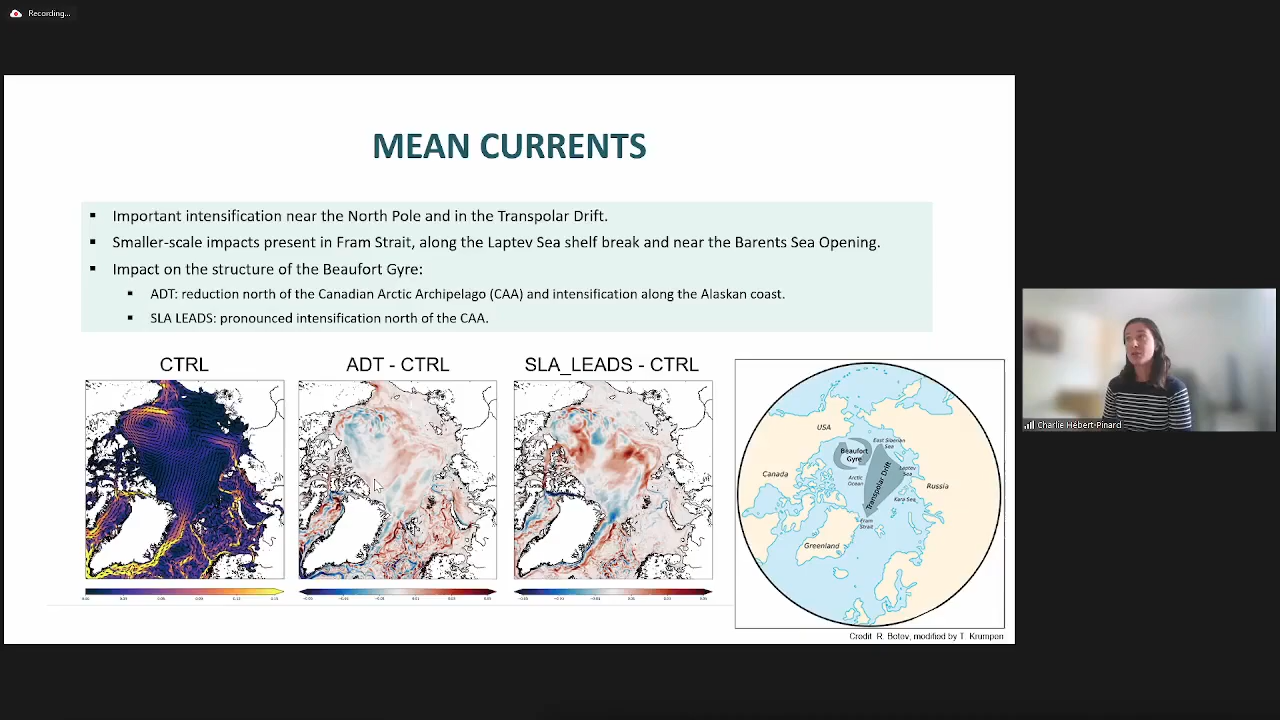 Recording...
MEAN CURRENTS
▪ Important intensification near the North Pole and in the Transpolar Drift.
▪ Smaller-scale impacts present in Fram Strait, along the Laptev Sea shelf break and near the Barents Sea Opening.
▪ Impact on the structure of the Beaufort Gyre:
▪ ADT: reduction north of the Canadian Arctic Archipelago (CAA) and intensification along the Alaskan coast.
▪ SLA LEADS: pronounced intensification north of the CAA.
CTRL
ADT - CTRL
SLA_LEADS - CTRL
USA
East Siberian
Sea
Beaufort
Gyre
Laptev
Sea
Canada
Arctic
Ocean
Transpolar Drift
Russia
Kara Sea
Fram
Strait
Greenland
Credit: R. Botev, modified by T. Krumpen
Charlie Hébert-Pinard